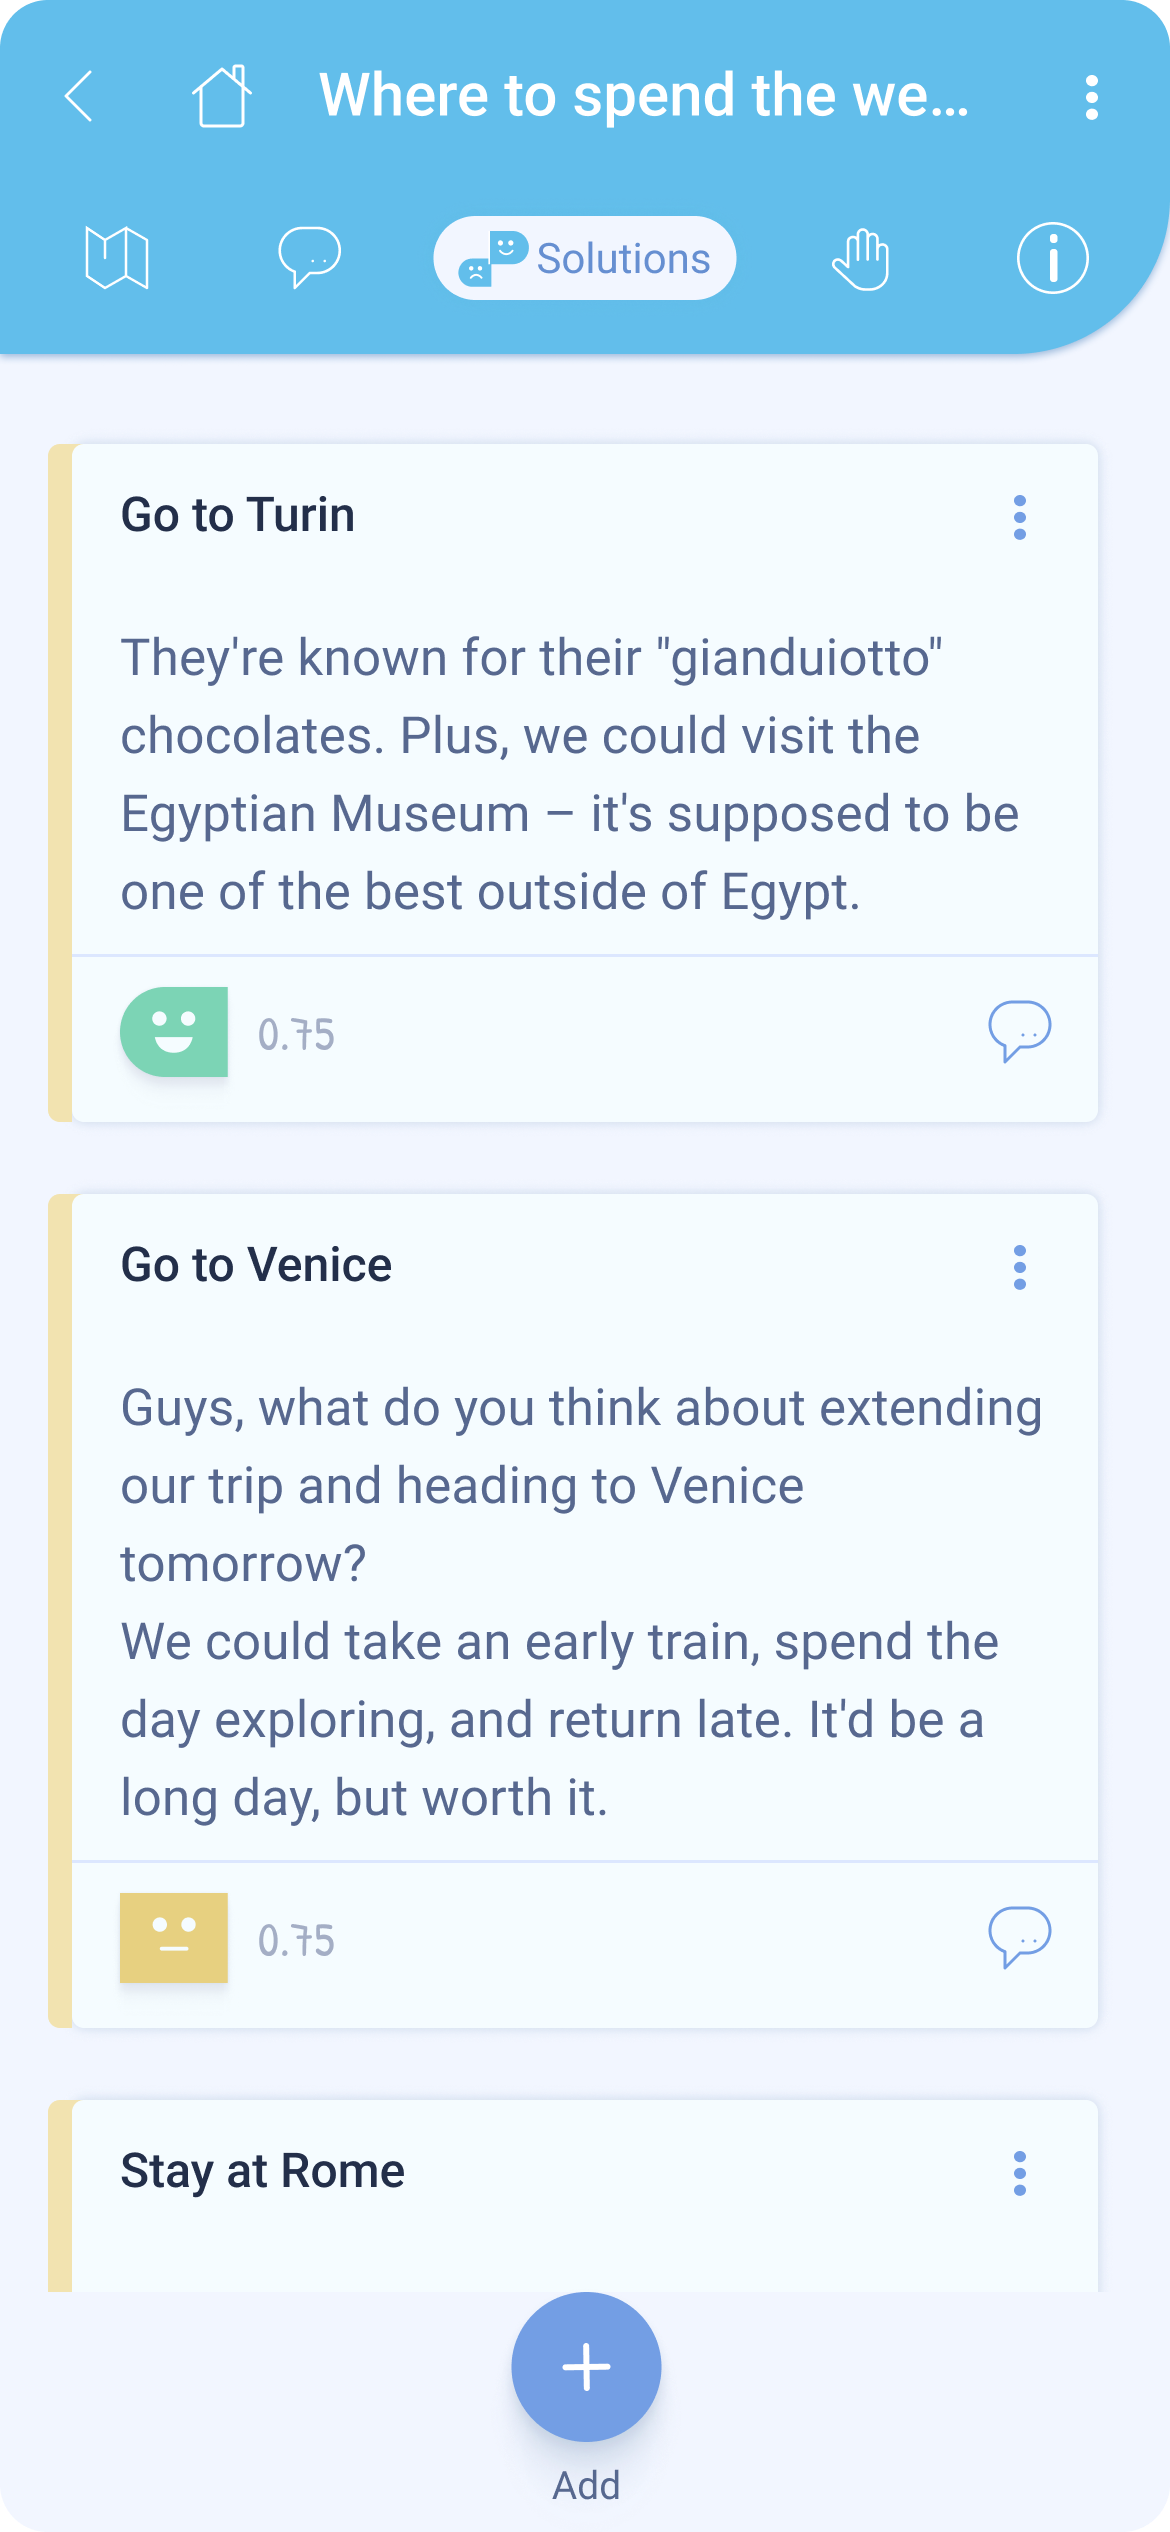 Where to spend the we...
Solutions
Go to Turin
They're known for their "gianduiotto"
chocolates. Plus, we could visit the
Egyptian Museum – it's supposed to be
one of the best outside of Egypt.
0.75
Go to Venice
Guys, what do you think about extending
our trip and heading to Venice
tomorrow?
We could take an early train, spend the
day exploring, and return late. It'd be a
long day, but worth it.
0.75
Stay at Rome
Add